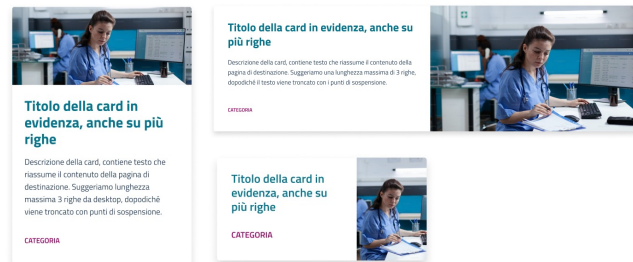 Titolo della card in
evidenza, anche su più
righe
Descrizione della card, contiene testo che
riassume il contenuto della pagina di
destinazione. Suggeriamo lunghezza
massima 3 righe da desktop, dopodichè
viene troncato con punti di sospensione.
CATEGORIA
Titolo della card in evidenza, anche su
più righe
Descrizione della card, contiene testo che riassume il contenuto della
pagina di destinazione. Suggeriamo una lunghezza massima di 3 righe,
dopodiché il testo viene troncato con i punti di sospensione.
CATEGORIA
Titolo della card in
evidenza, anche su
più righe
CATEGORIA